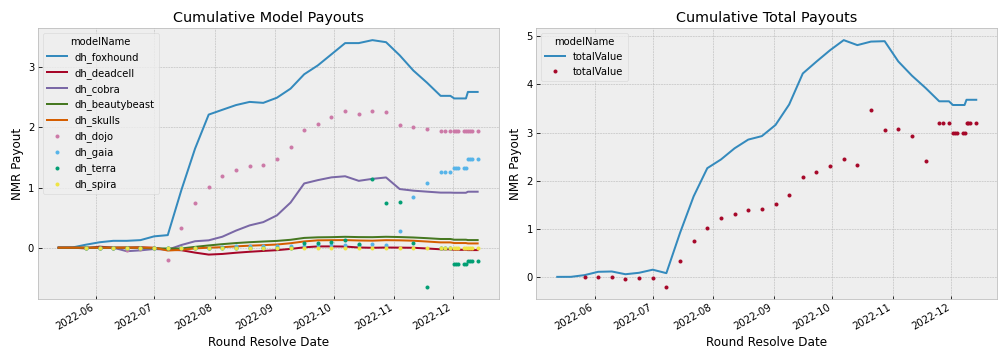 Cumulative Model Payouts
NMR Payout
3
2
1
0
modelName
dh_foxhound
dh_deadcell
dh_cobra
dh_beautybeast
dh_skulls
dh_dojo
dh_gaia
dh_terra
dh_spira
2022-06
2022-07
2022-08
2022-09
2022-10
2022-11
2022-12
Round Resolve Date
Cumulative Total Payouts
NMR Payout
5
4
3
2
1
0
modelName
totalValue
totalValue
2022-06
2022-07
2022-08
2022-09
2022-10
2022-11
2022-12
Round Resolve Date